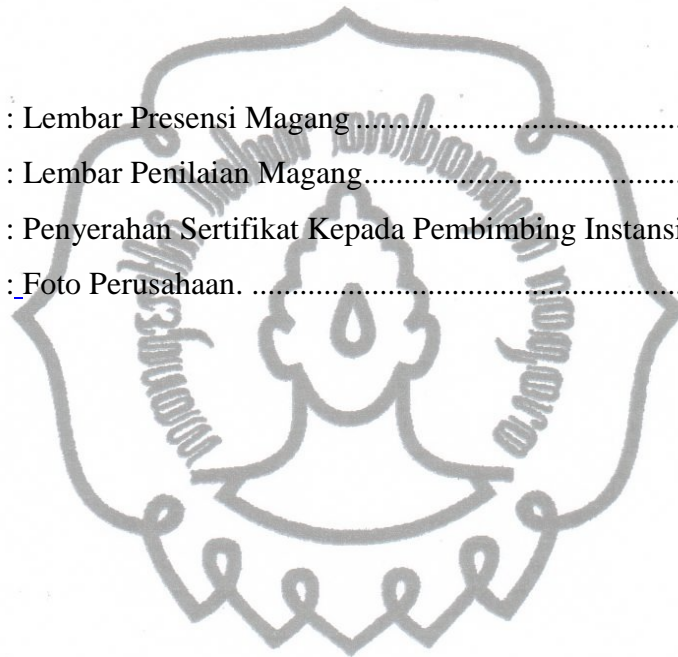 : Lembar Presensi Magang.......................................
: Lembar Penilaian Magang.......................................
: Penyerahan Sertifikat Kepada Pembimbing Instansi
: Foto Perusahaan. .....................................................